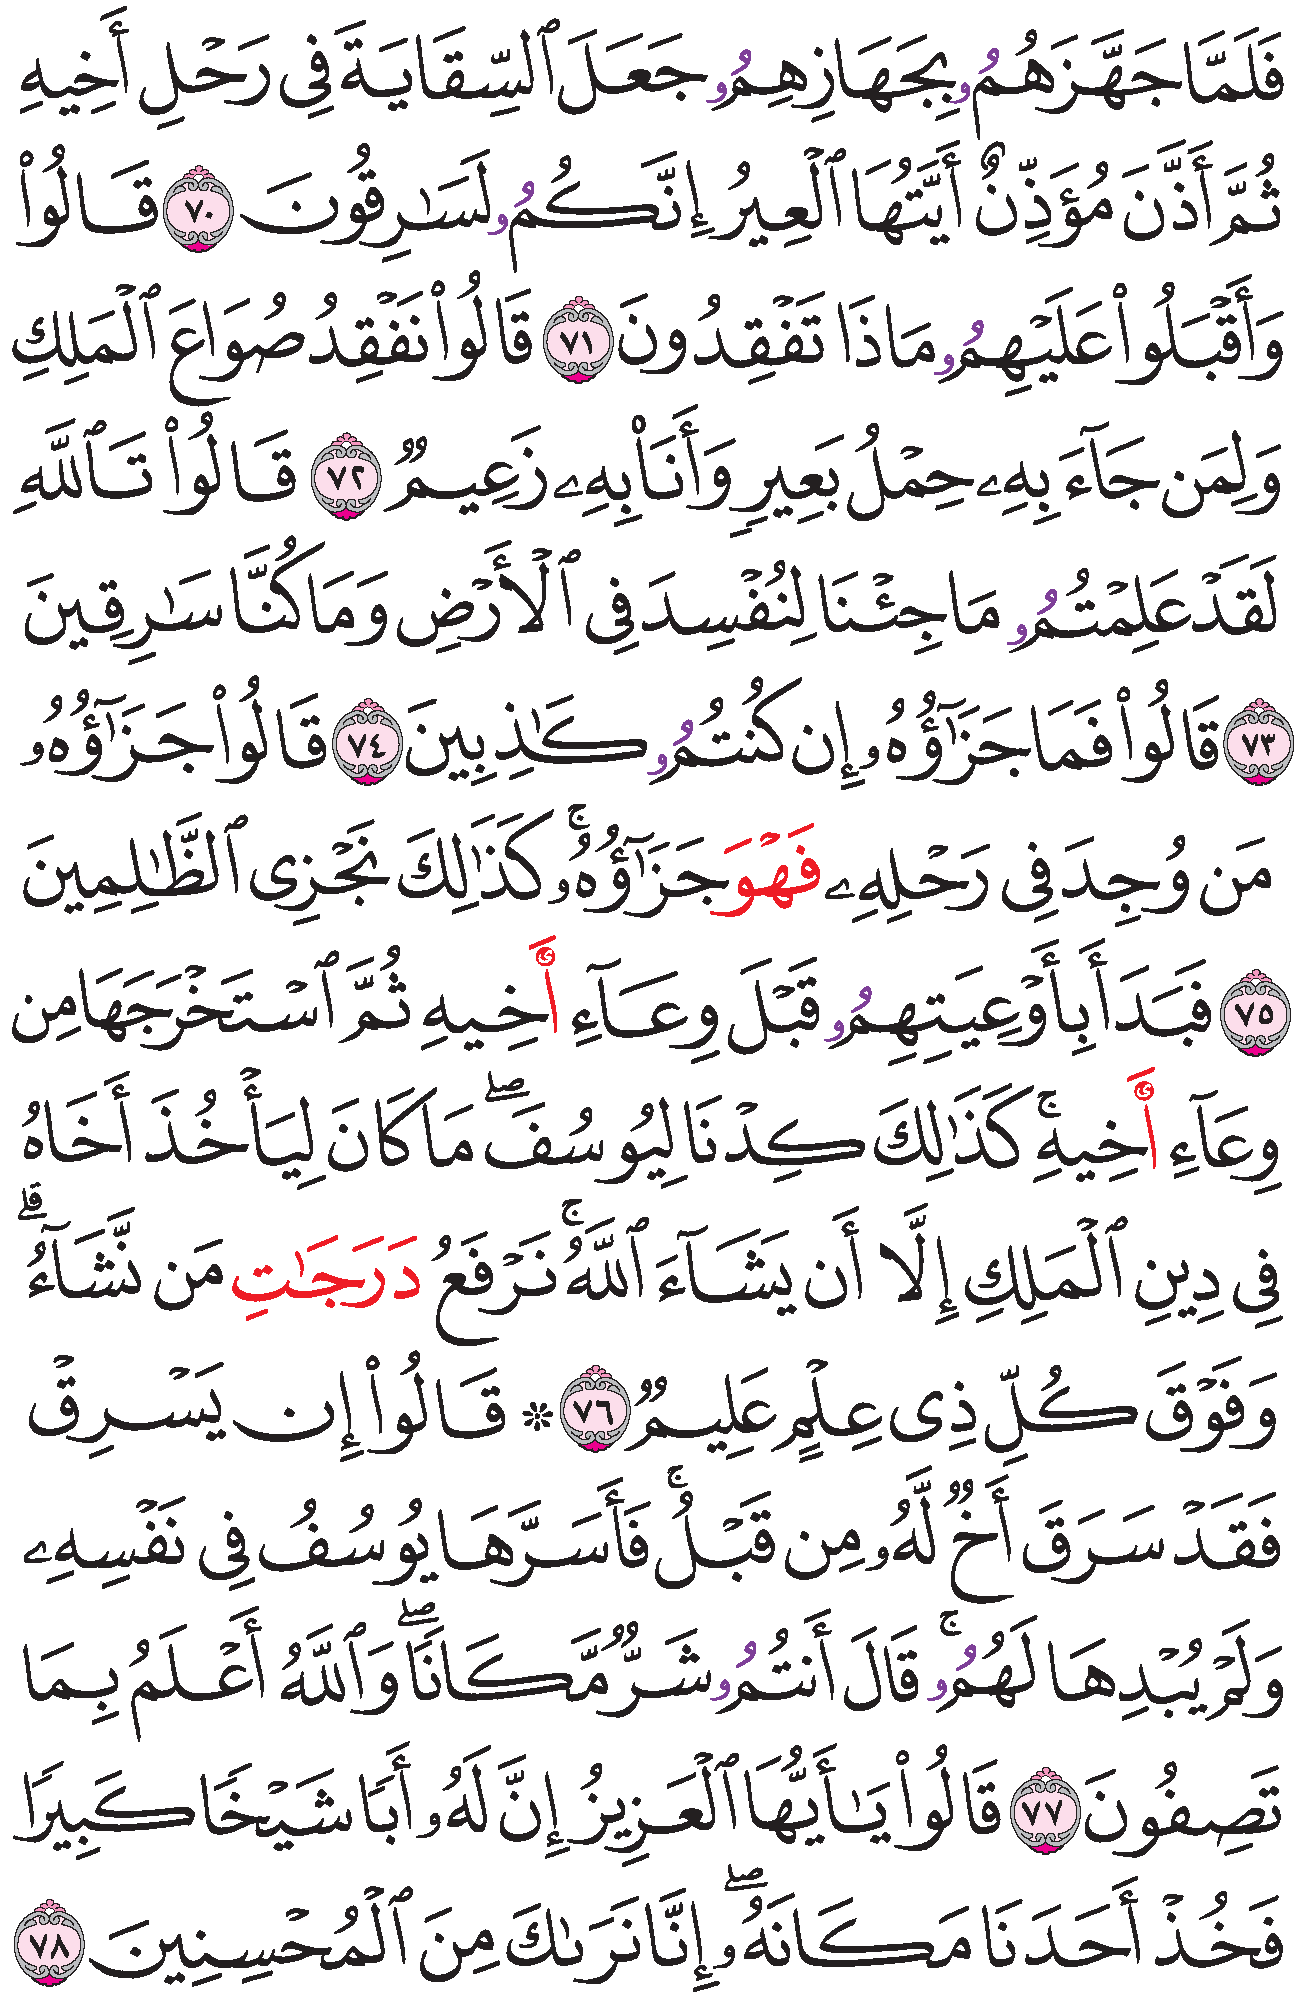 فَلَمَّا جَهَّزَهُمُۥ بِجَهَازِهِمُۥ جَعَلَ ٱلسِّقَايَةَ فِى رَحْلِ أَخِيهِ
ثُمَّ أَذَّنَ مُؤَذِّنٌ أَيَّتُهَا ٱلْعِيرُ إِنَّكُمُۥ لَسَٰرِقُونَ ٧٠ قَالُواْ
وَأَقْبَلُواْ عَلَيْهِمُۥ مَاذَا تَفْقِدُونَ ٧١ قَالُواْ نَفْقِدُ صُوَاعَ ٱلْمَلِكِ
وَلِمَن جَآءَ بِهِۦ حِمْلُ بَعِيرٍ وَأَنَا۠ بِهِۦ زَعِيمٌ ٧٢ قَالُواْ تَٱللَّهِ
لَقَدْ عَلِمْتُمُۥ مَا جِئْنَا لِنُفْسِدَ فِى ٱلْأَرْضِ وَمَا كُنَّا سَٰرِقِينَ
٧٣ قَالُواْ فَمَا جَزَٰٓؤُهُۥ إِن كُنتُمُۥ كَٰذِبِينَ ٧٤ قَالُواْ جَزَٰٓؤُهُۥ
مَن وُجِدَ فِى رَحْلِهِۦ فَهْوَ جَزَٰٓؤُهُۥ ۚ كَذَٰلِكَ نَجْزِى ٱلظَّٰلِمِينَ
٧٥ فَبَدَأَ بِأَوْعِيَتِهِمُۥ قَبْلَ وِعَآءِ اَ۬خِيهِ ثُمَّ ٱسْتَخْرَجَهَا مِن
وِعَآءِ اَ۬خِيهِ ۚ كَذَٰلِكَ كِدْنَا لِيُوسُفَ ۖ مَا كَانَ لِيَأْخُذَ أَخَاهُ
فِى دِينِ ٱلْمَلِكِ إِلَّا أَن يَشَآءَ ٱللَّهُ ۚ نَرْفَعُ دَرَجَٰتِ مَن نَّشَآءُ ۗ
وَفَوْقَ كُلِّ ذِى عِلْمٍ عَلِيمٌ ٧٦ ۞ قَالُواْ إِن يَسْرِقْ
فَقَدْ سَرَقَ أَخٌ لَّهُۥ مِن قَبْلُ ۚ فَأَسَرَّهَا يُوسُفُ فِى نَفْسِهِۦ
وَلَمْ يُبْدِهَا لَهُمُۥ ۚ قَالَ أَنتُمُۥ شَرٌّ مَّكَانًا ۖ وَٱللَّهُ أَعْلَمُ بِمَا
تَصِفُونَ ٧٧ قَالُواْ يَٰأَيُّهَا ٱلْعَزِيزُ إِنَّ لَهُۥ أَبًا شَيْخًا كَبِيرًا
فَخُذْ أَحَدَنَا مَكَانَهُۥ ۖ إِنَّا نَرَىٰكَ مِنَ ٱلْمُحْسِنِينَ ٧٨